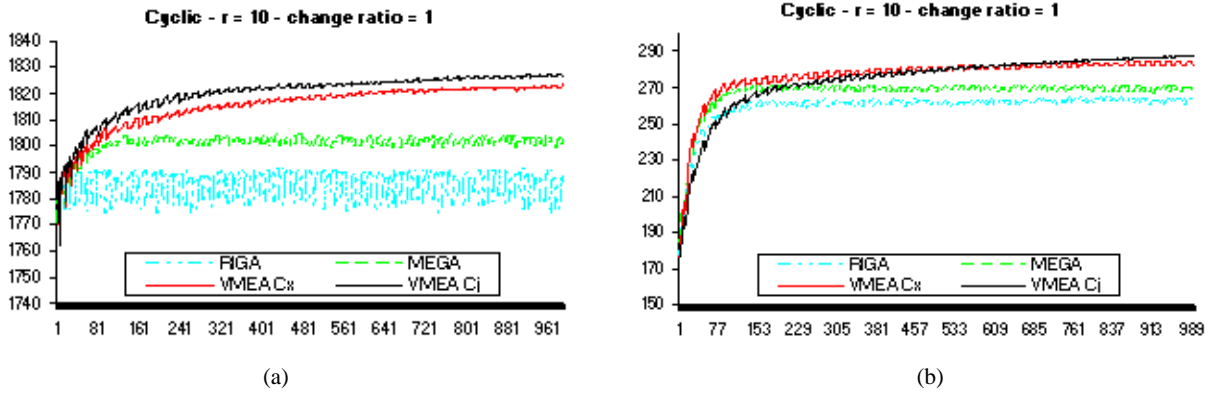 Cyclic - r = 10 - change ratio = 1
1840
1830
1820
1810
1800
1790
1780
1770
1760
1750
1740
RIGA
MEGA
VMEA Cx
VMEA Cj
1 81 161 241 321 401 481 561 641 721 801 881 961
(a)
Cyclic - r = 10 - change ratio = 1
290
270
250
230
210
190
170
150
RIGA
MEGA
VMEA Cx
VMEA Cj
1 77 153 229 305 381 457 533 609 685 761 837 913 989
(b)